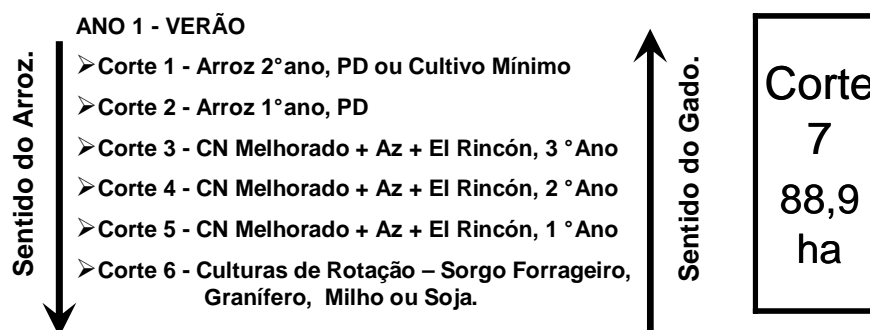 ANO 1 - VERÃO
➢Corte 1 - Arroz 2°ano, PD ou Cultivo Mínimo
➢Corte 2 - Arroz 1°ano, PD
➢Corte 3 - CN Melhorado + Az + El Rincón, 3 °Ano
➢Corte 4 - CN Melhorado + Az + El Rincón, 2 °Ano
➢Corte 5 - CN Melhorado + Az + El Rincón, 1 °Ano
➢Corte 6 - Culturas de Rotação – Sorgo Forrageiro,
Granífero, Milho ou Soja.
Sentido do Arroz.
Sentido do Gado.
Corte
7
88,9
ha